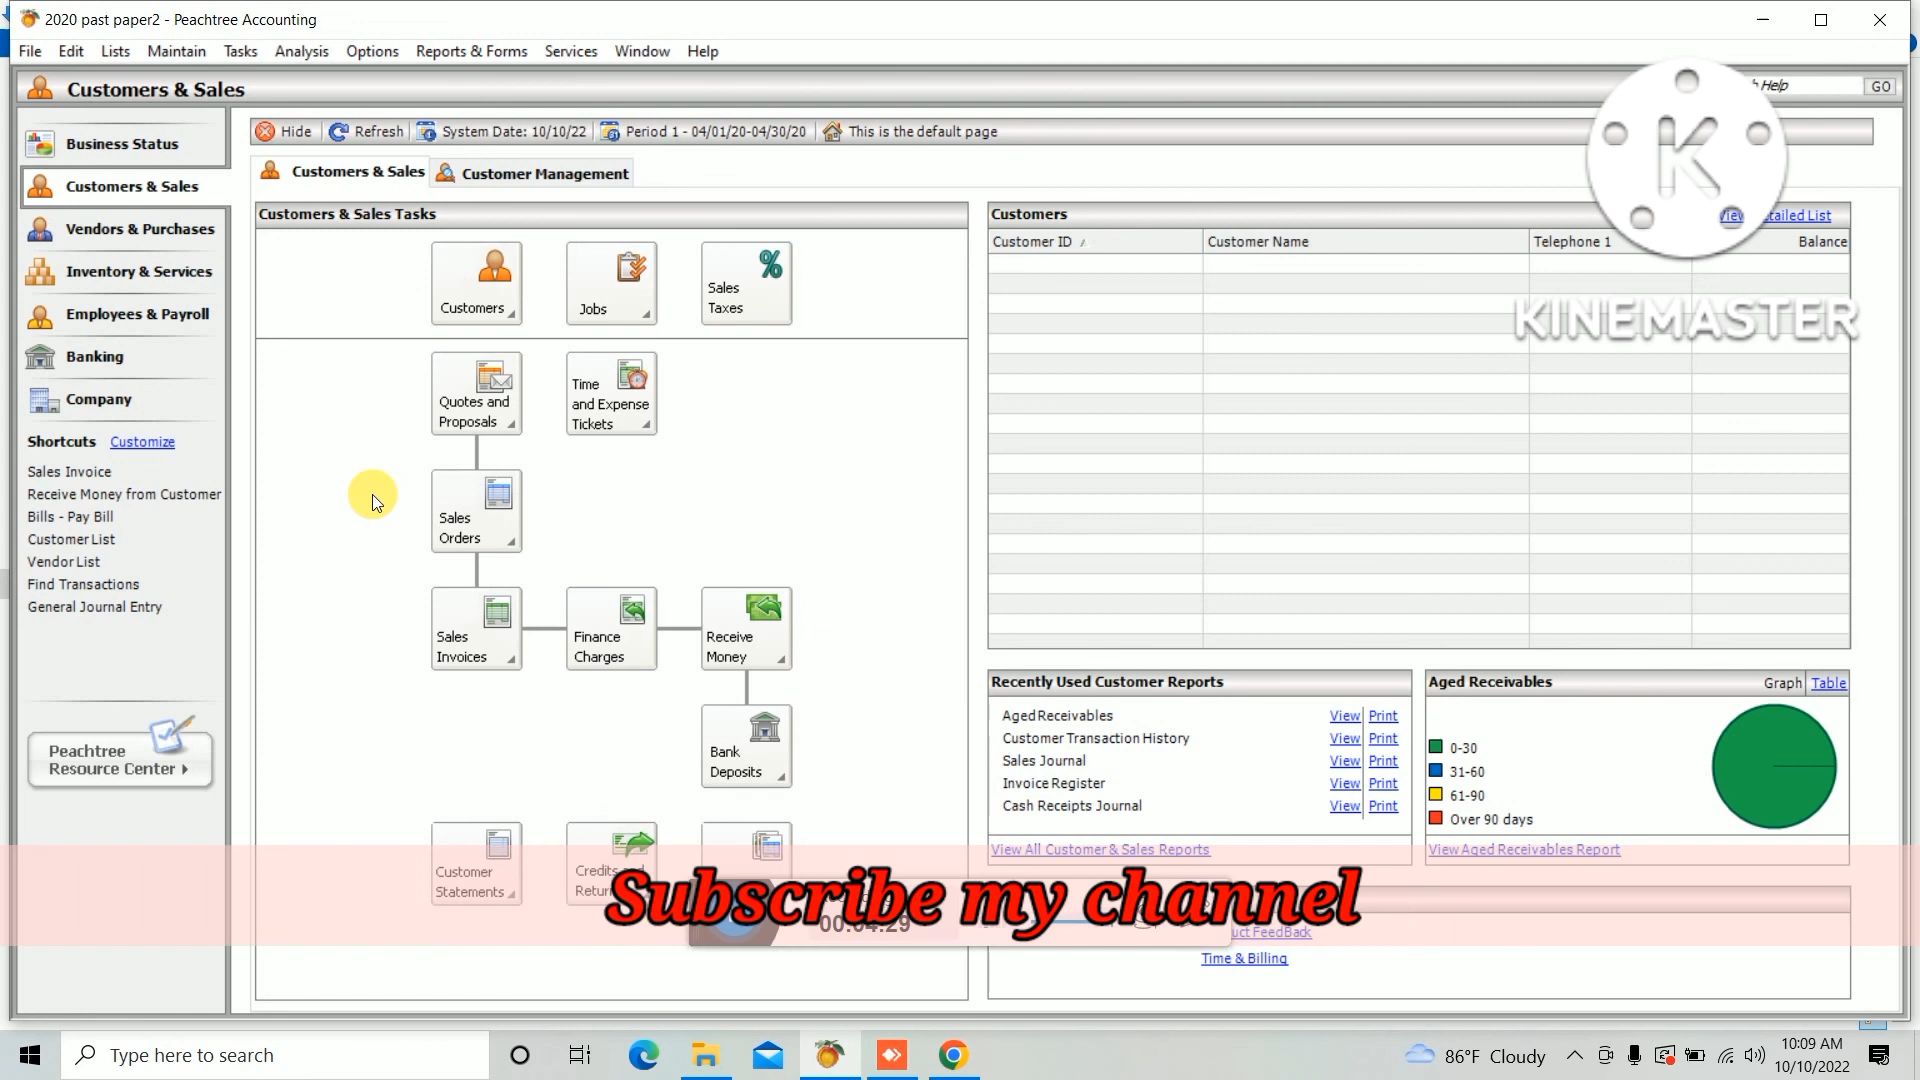 2020 past paper2 - Peachtree Accounting
File Edit Lists Maintain Tasks Analysis Options Reports & Forms Services Window Help
Customers & Sales
Help GO
Business Status
Customers & Sales
Vendors & Purchases
Inventory & Services
Employees & Payroll
Banking
Company
Shortcuts Customize
Sales Invoice
Receive Money from Customer
Bills - Pay Bill
Customer List
Vendor List
Find Transactions
General Journal Entry
Peachtree
Resource Center
Hide Refresh System Date: 10/10/22 Period 1 - 04/01/20-04/30/20 This is the default page
Customers & Sales Customer Management
Customers & Sales Tasks
Customers
Jobs
Sales
Taxes
Quotes and
Proposals
Time
and Expense
Tickets
Sales
Orders
Sales
Invoices
Finance
Charges
Receive
Money
Bank
Deposits
Customer
Statements
Credits and
Customers View Detailed List
Customer ID Customer Name Telephone 1 Balance
K
KINEMASTER
Recently Used Customer Reports
Aged Receivables View Print
Customer Transaction History View Print
Sales Journal View Print
Invoice Register View Print
Cash Receipts Journal View Print
View All Customer & Sales Reports
Aged Receivables Graph Table
0-30
31-60
61-90
Over 90 days
View Aged Receivables Report
Subscribe my channel
00:04:29
FeedBack
Time & Billing
Type here to search
86°F Cloudy
10:09 AM
10/10/2022